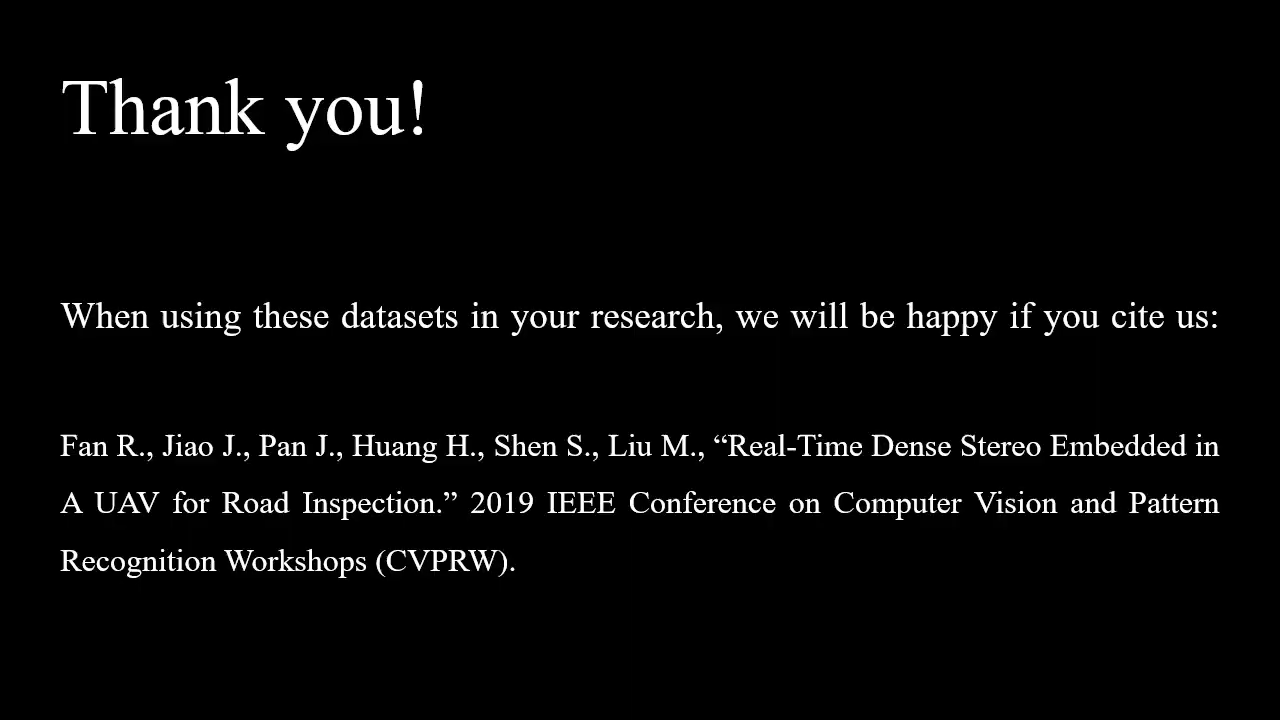 Thank you!
When using these datasets in your research, we will be happy if you cite us:
Fan R., Jiao J., Pan J., Huang H., Shen S., Liu M., “Real-Time Dense Stereo Embedded in
A UAV for Road Inspection.” 2019 IEEE Conference on Computer Vision and Pattern
Recognition Workshops (CVPRW).